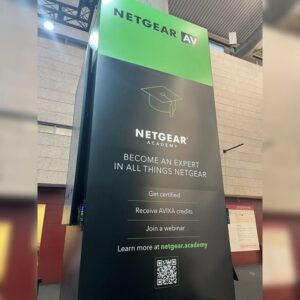 NETGEAR AV
NETGEAR
ACADEMY
BECOME AN EXPERT
IN ALL THINGS NETGEAR
Get certified
Receive AVIXA credits
Join a webinar
Learn more at netgear.academy